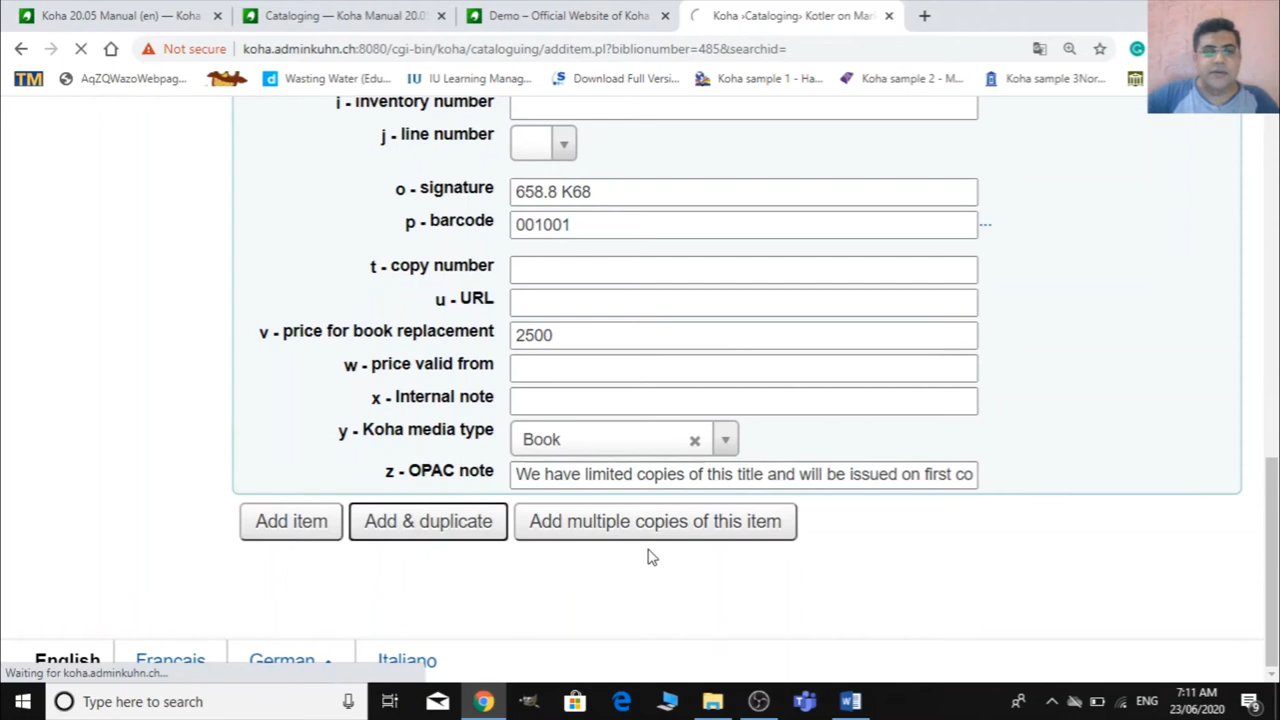 Koha 20.05 Manual (en) — Koha
Cataloging — Koha Manual 20.0
Demo – Official Website of Koha
Koha ›Cataloging› Kotler on Mark
Not secure
koha.adminkuhn.ch:8080/cgi-bin/koha/cataloguing/additem.pl?biblionumber=485&searchid=
TM
AqZQWazoWebpag...
Wasting Water (Edu...
IU Learning Manag...
Download Full Versi...
Koha sample 1 - Ha...
Koha sample 2 - M...
Koha sample 3Nor...
i - inventory number
j - line number
o - signature
658.8 K68
p - barcode
001001
...
t - copy number
u - URL
v - price for book replacement
2500
w - price valid from
x - Internal note
y - Koha media type
Book
z - OPAC note
We have limited copies of this title and will be issued on first co
Add item
Add & duplicate
Add multiple copies of this item
English
Français
German
Italiano
Waiting for koha.adminkuhn.ch...
Type here to search
ENG
7:11 AM
23/06/2020
9